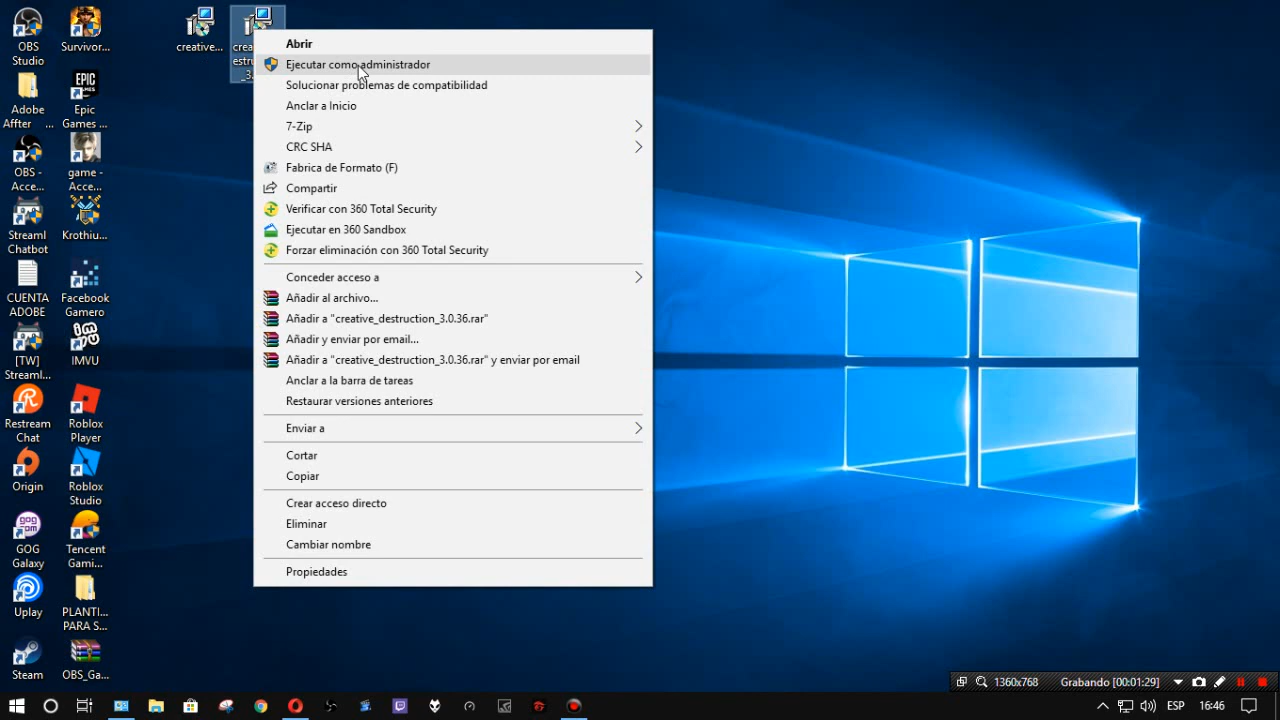 OBS
Studio
Survivor...
creative...
Adobe
Affter ...
Epic
Games ...
OBS -
Acce...
game -
Acce...
Streaml
Chatbot
Krothiu...
CUENTA
ADOBE
Facebook
Gamero
[TW]
Streaml...
IMVU
Restream
Chat
Roblox
Player
Origin
Roblox
Studio
GOG
Galaxy
Tencent
Gami...
Uplay
PLANTI...
PARA S...
Steam
OBS_Ga...
Abrir
Ejecutar como administrador
Solucionar problemas de compatibilidad
Anclar a Inicio
7-Zip
CRC SHA
Fabrica de Formato (F)
Compartir
Verificar con 360 Total Security
Ejecutar en 360 Sandbox
Forzar eliminación con 360 Total Security
Conceder acceso a
Añadir al archivo...
Añadir a "creative_destruction_3.0.36.rar"
Añadir y enviar por email...
Añadir a "creative_destruction_3.0.36.rar" y enviar por email
Anclar a la barra de tareas
Restaurar versiones anteriores
Enviar a
Cortar
Copiar
Crear acceso directo
Eliminar
Cambiar nombre
Propiedades
1360x768 Grabando [00:01:29]
ESP 16:46